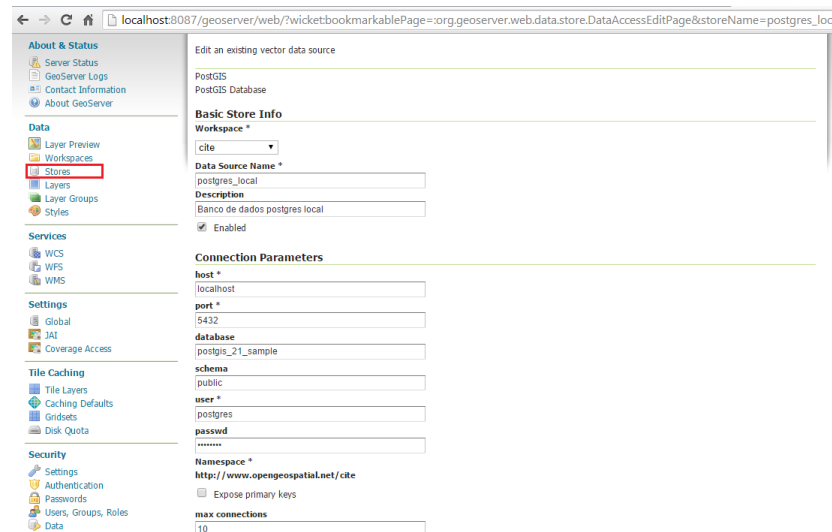 localhost:8087/geoserver/web/?wicket:bookmarkablePage=:org.geoserver.web.data.store.DataAccessEditPage&storeName=postgres_loc
About & Status
Server Status
GeoServer Logs
Contact Information
About GeoServer
Data
Layer Preview
Workspaces
Stores
Layers
Layer Groups
Styles
Services
WCS
WFS
WMS
Settings
Global
JAI
Coverage Access
Tile Caching
Tile Layers
Caching Defaults
Gridsets
Disk Quota
Security
Settings
Authentication
Passwords
Users, Groups, Roles
Data
Edit an existing vector data source
PostGIS
PostGIS Database
Basic Store Info
Workspace *
cite
Data Source Name *
postgres_local
Description
Banco de dados postgres local
Enabled
Connection Parameters
host *
localhost
port *
5432
database
postgis_21_sample
schema
public
user *
postgres
passwd
••••••••
Namespace *
http://www.opengeospatial.net/cite
Expose primary keys
max connections
10